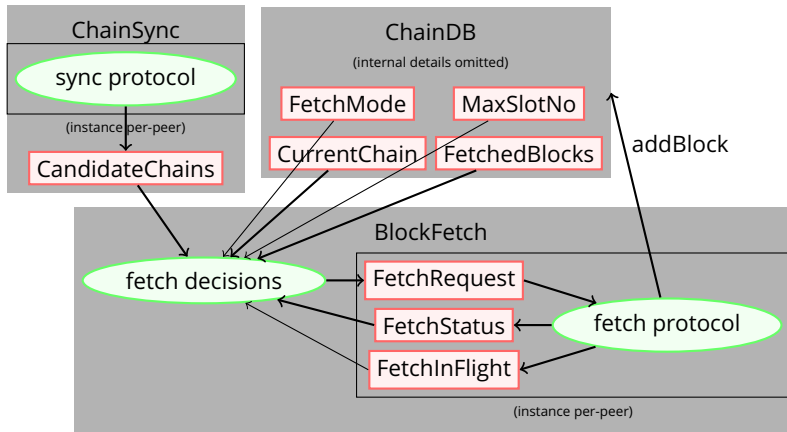 ChainSync
sync protocol
(instance per-peer)
CandidateChains
ChainDB
(internal details omitted)
FetchMode
MaxSlotNo
CurrentChain
FetchedBlocks
addBlock
BlockFetch
fetch decisions
FetchRequest
FetchStatus
fetch protocol
FetchInFlight
(instance per-peer)